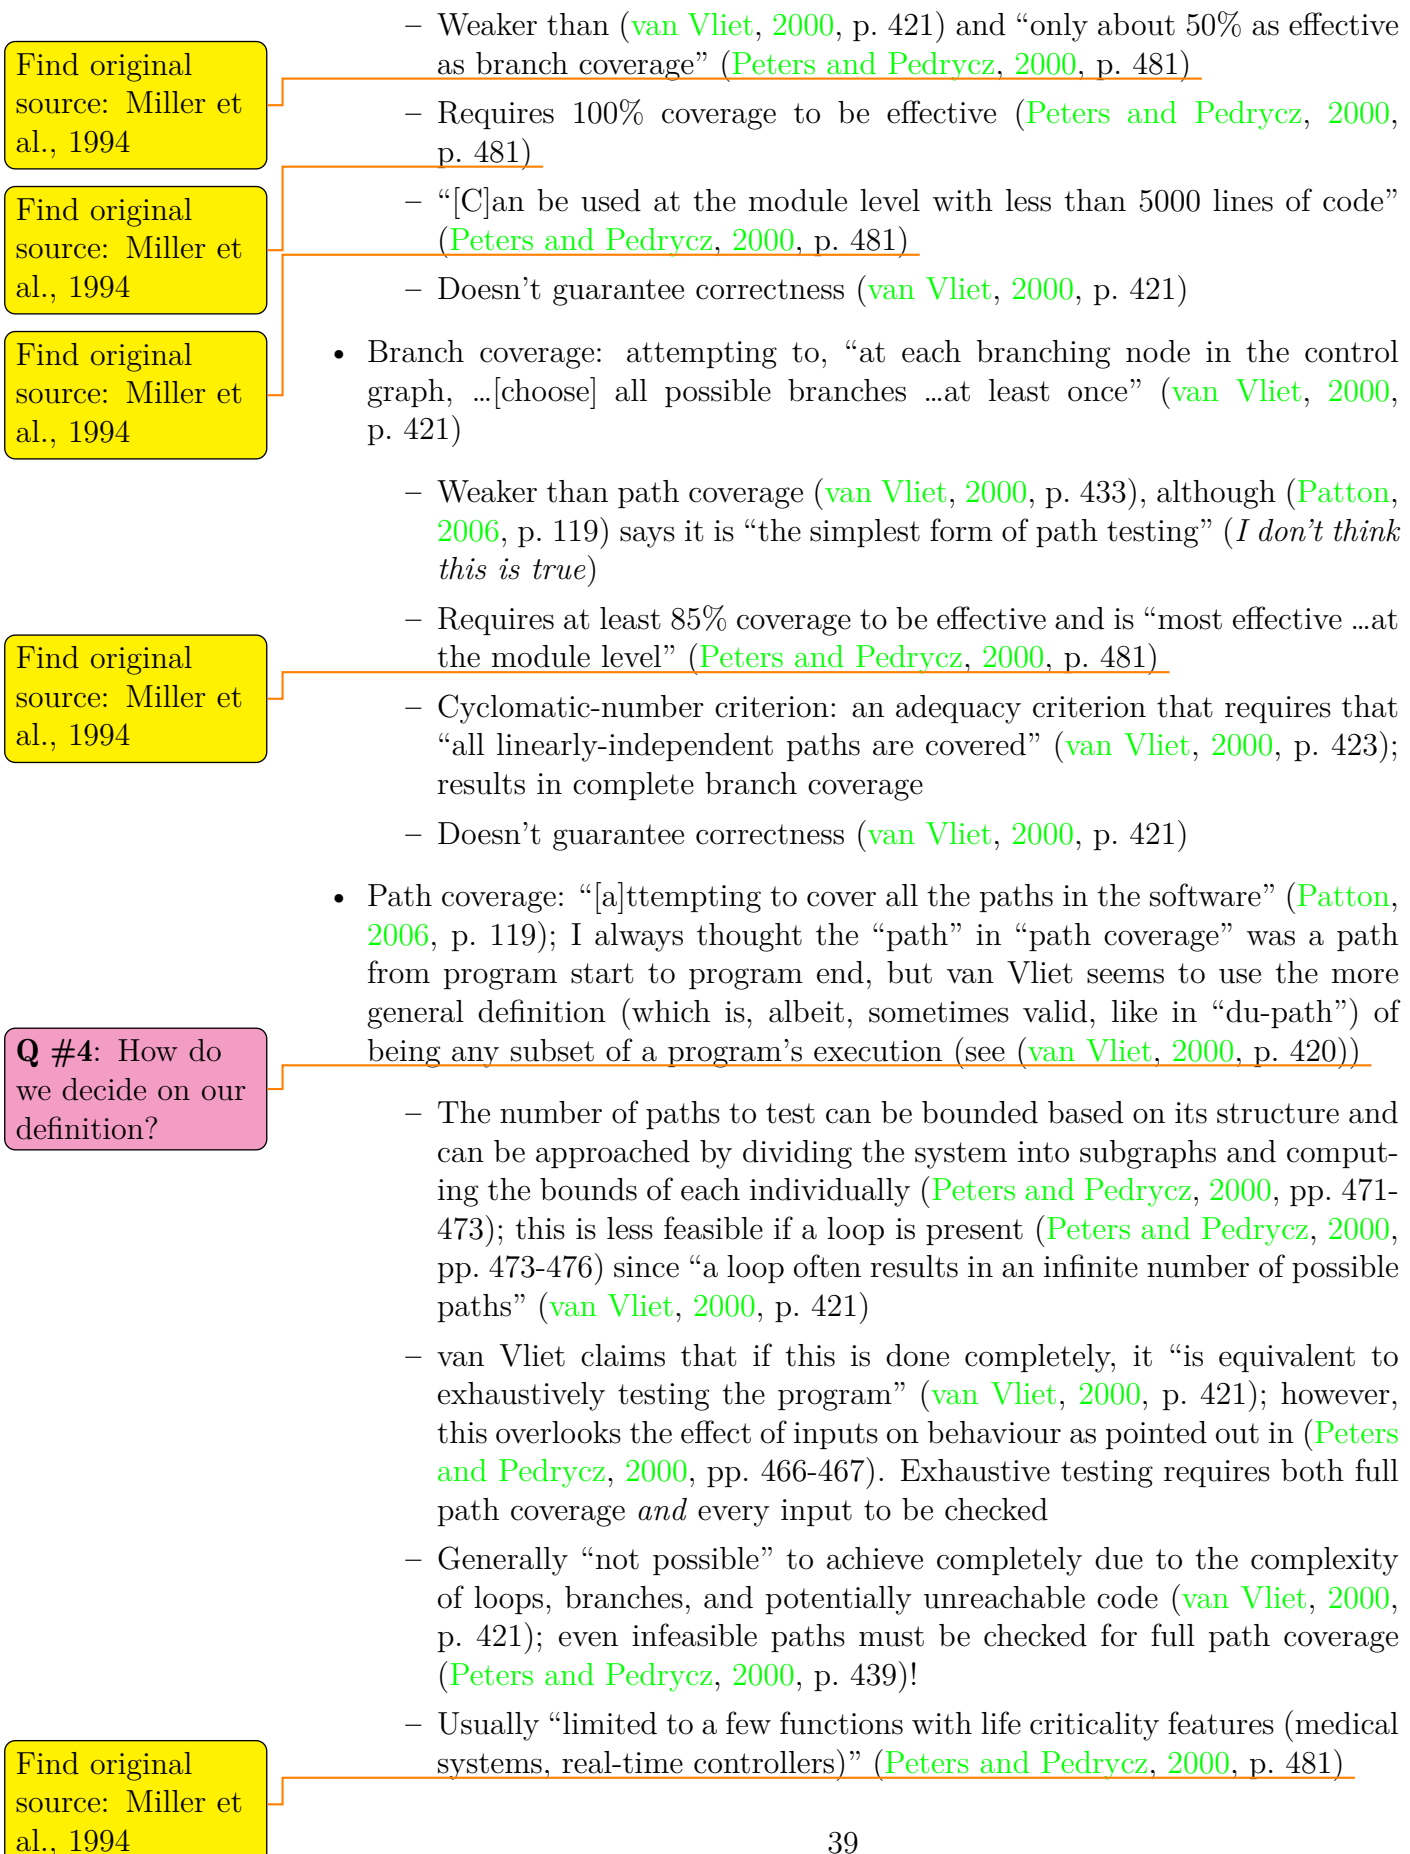 – Weaker than (van Vliet, 2000, p. 421) and “only about 50% as effective
as branch coverage” (Peters and Pedrycz, 2000, p. 481)
Find original
source: Miller et
al., 1994
– Requires 100% coverage to be effective (Peters and Pedrycz, 2000,
p. 481)
Find original
source: Miller et
al., 1994
– “[C]an be used at the module level with less than 5000 lines of code”
(Peters and Pedrycz, 2000, p. 481)
Find original
source: Miller et
al., 1994
– Doesn’t guarantee correctness (van Vliet, 2000, p. 421)
• Branch coverage: attempting to, “at each branching node in the control
graph, …[choose] all possible branches …at least once” (van Vliet, 2000,
p. 421)
– Weaker than path coverage (van Vliet, 2000, p. 433), although (Patton,
2006, p. 119) says it is “the simplest form of path testing” (I don’t think
this is true)
– Requires at least 85% coverage to be effective and is “most effective …at
the module level” (Peters and Pedrycz, 2000, p. 481)
Find original
source: Miller et
al., 1994
– Cyclomatic-number criterion: an adequacy criterion that requires that
“all linearly-independent paths are covered” (van Vliet, 2000, p. 423);
results in complete branch coverage
– Doesn’t guarantee correctness (van Vliet, 2000, p. 421)
• Path coverage: “[a]ttempting to cover all the paths in the software” (Patton,
2006, p. 119); I always thought the “path” in “path coverage” was a path
from program start to program end, but van Vliet seems to use the more
general definition (which is, albeit, sometimes valid, like in “du-path”) of
being any subset of a program’s execution (see (van Vliet, 2000, p. 420))
Q #4: How do
we decide on our
definition?
– The number of paths to test can be bounded based on its structure and
can be approached by dividing the system into subgraphs and comput-
ing the bounds of each individually (Peters and Pedrycz, 2000, pp. 471-
473); this is less feasible if a loop is present (Peters and Pedrycz, 2000,
pp. 473-476) since “a loop often results in an infinite number of possible
paths” (van Vliet, 2000, p. 421)
– van Vliet claims that if this is done completely, it “is equivalent to
exhaustively testing the program” (van Vliet, 2000, p. 421); however,
this overlooks the effect of inputs on behaviour as pointed out in (Peters
and Pedrycz, 2000, pp. 466-467). Exhaustive testing requires both full
path coverage and every input to be checked
– Generally “not possible” to achieve completely due to the complexity
of loops, branches, and potentially unreachable code (van Vliet, 2000,
p. 421); even infeasible paths must be checked for full path coverage
(Peters and Pedrycz, 2000, p. 439)!
– Usually “limited to a few functions with life criticality features (medical
systems, real-time controllers)” (Peters and Pedrycz, 2000, p. 481)
Find original
source: Miller et
al., 1994
39